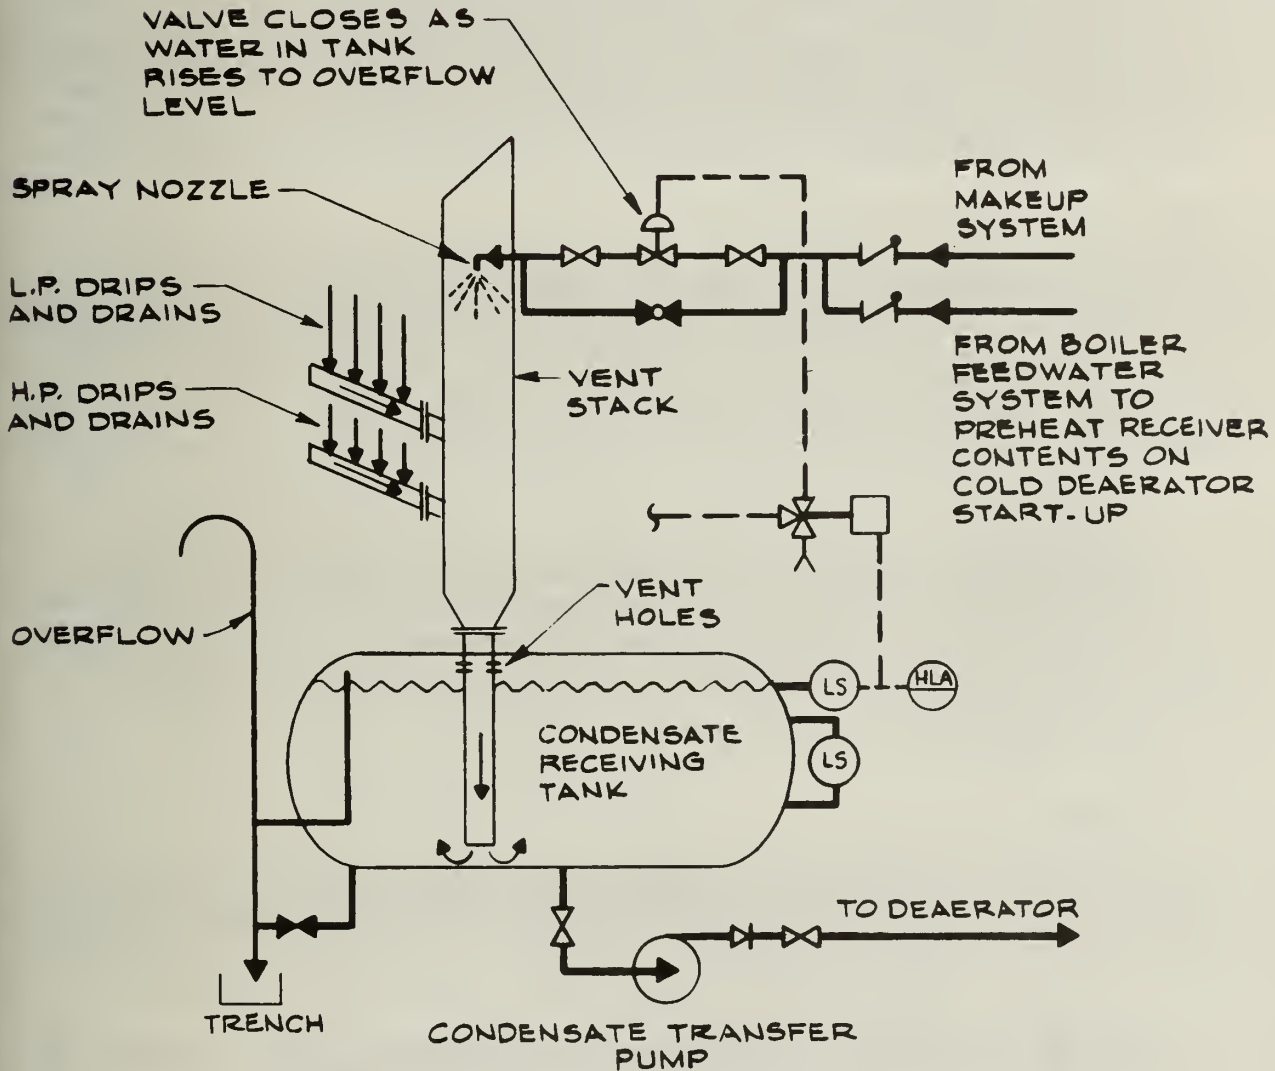 VALVE CLOSES AS
WATER IN TANK
RISES TO OVERFLOW
LEVEL
SPRAY NOZZLE
FROM
MAKEUP
SYSTEM
L.P. DRIPS
AND DRAINS
H.P. DRIPS
AND DRAINS
VENT
STACK
FROM BOILER
FEEDWATER
SYSTEM TO
PREHEAT RECEIVER
CONTENTS ON
COLD DEAERATOR
START-UP
VENT
HOLES
OVERFLOW
LS
HLA
CONDENSATE
RECEIVING
TANK
LS
TO DEAERATOR
TRENCH
CONDENSATE TRANSFER
PUMP